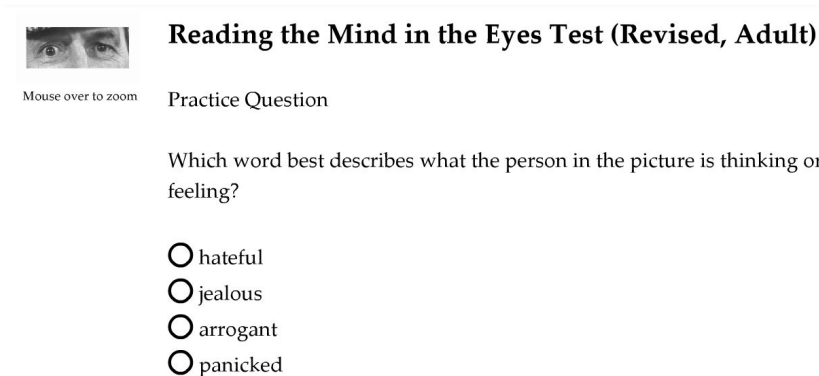 Reading the Mind in the Eyes Test (Revised, Adult)
Mouse over to zoom
Practice Question
Which word best describes what the person in the picture is thinking or
feeling?
hateful
jealous
arrogant
panicked